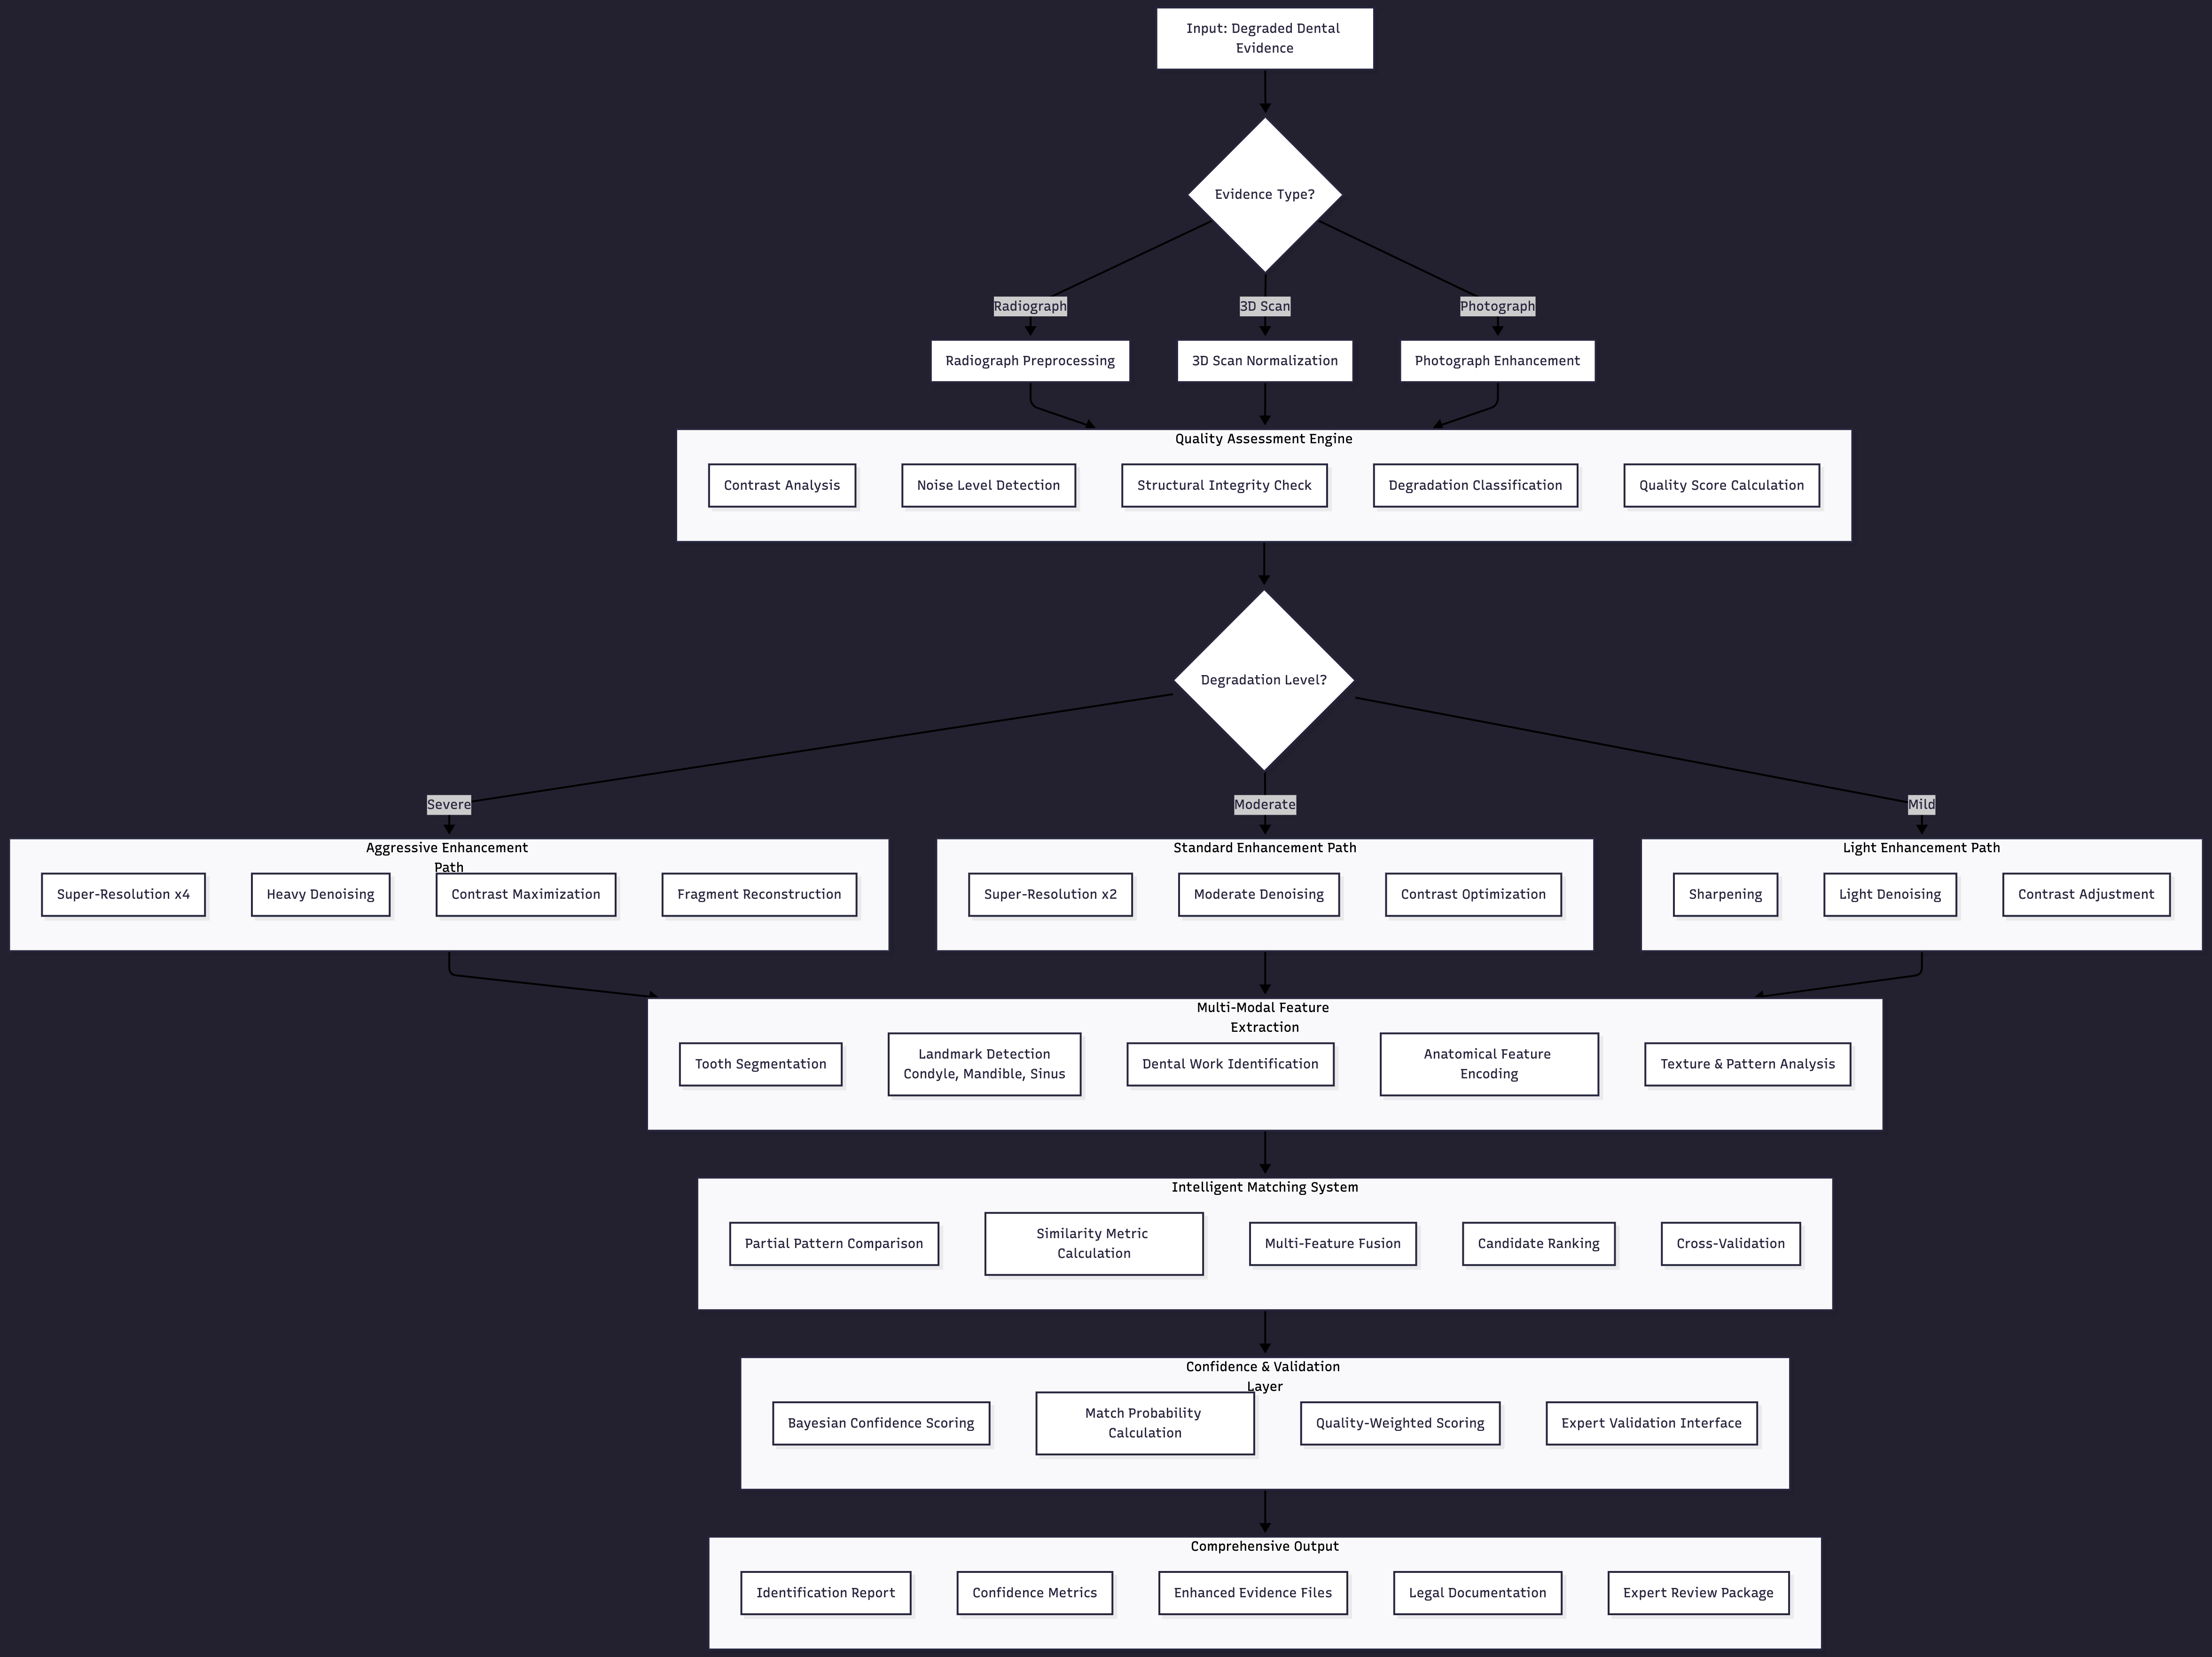 Input: Degraded Dental
Evidence
Evidence Type?
Radiograph
3D Scan
Photograph
Radiograph Preprocessing
3D Scan Normalization
Photograph Enhancement
Quality Assessment Engine
Contrast Analysis
Noise Level Detection
Structural Integrity Check
Degradation Classification
Quality Score Calculation
Degradation Level?
Severe
Moderate
Mild
Aggressive Enhancement
Path
Super-Resolution x4
Heavy Denoising
Contrast Maximization
Fragment Reconstruction
Standard Enhancement Path
Super-Resolution x2
Moderate Denoising
Contrast Optimization
Light Enhancement Path
Sharpening
Light Denoising
Contrast Adjustment
Multi-Modal Feature
Extraction
Tooth Segmentation
Landmark Detection
Condyle, Mandible, Sinus
Dental Work Identification
Anatomical Feature
Encoding
Texture & Pattern Analysis
Intelligent Matching System
Partial Pattern Comparison
Similarity Metric
Calculation
Multi-Feature Fusion
Candidate Ranking
Cross-Validation
Confidence & Validation
Layer
Bayesian Confidence Scoring
Match Probability
Calculation
Quality-Weighted Scoring
Expert Validation Interface
Comprehensive Output
Identification Report
Confidence Metrics
Enhanced Evidence Files
Legal Documentation
Expert Review Package